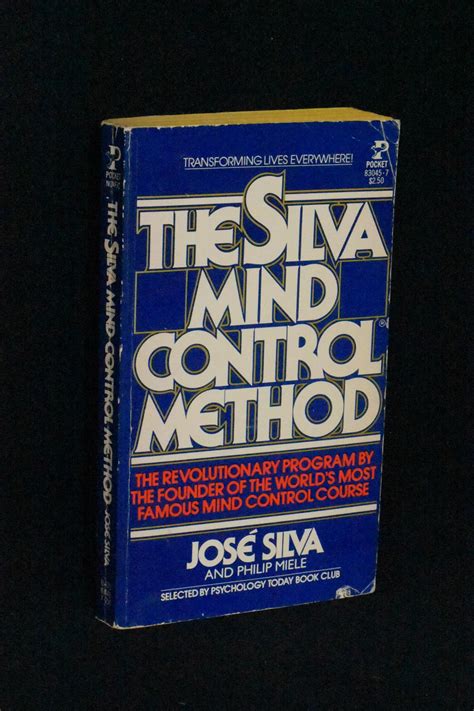 TRANSFORMING LIVES EVERYWHERE!
POCKET
83045-7
$2.50
THE SILVA
MIND
CONTROL®
METHOD
THE REVOLUTIONARY PROGRAM BY
THE FOUNDER OF THE WORLD'S MOST
FAMOUS MIND CONTROL COURSE
JOSÉ SILVA
AND PHILIP MIELE
SELECTED BY PSYCHOLOGY TODAY BOOK CLUB
POCKET
THE SILVA MIND CONTROL METHOD JOSÉ SILVA